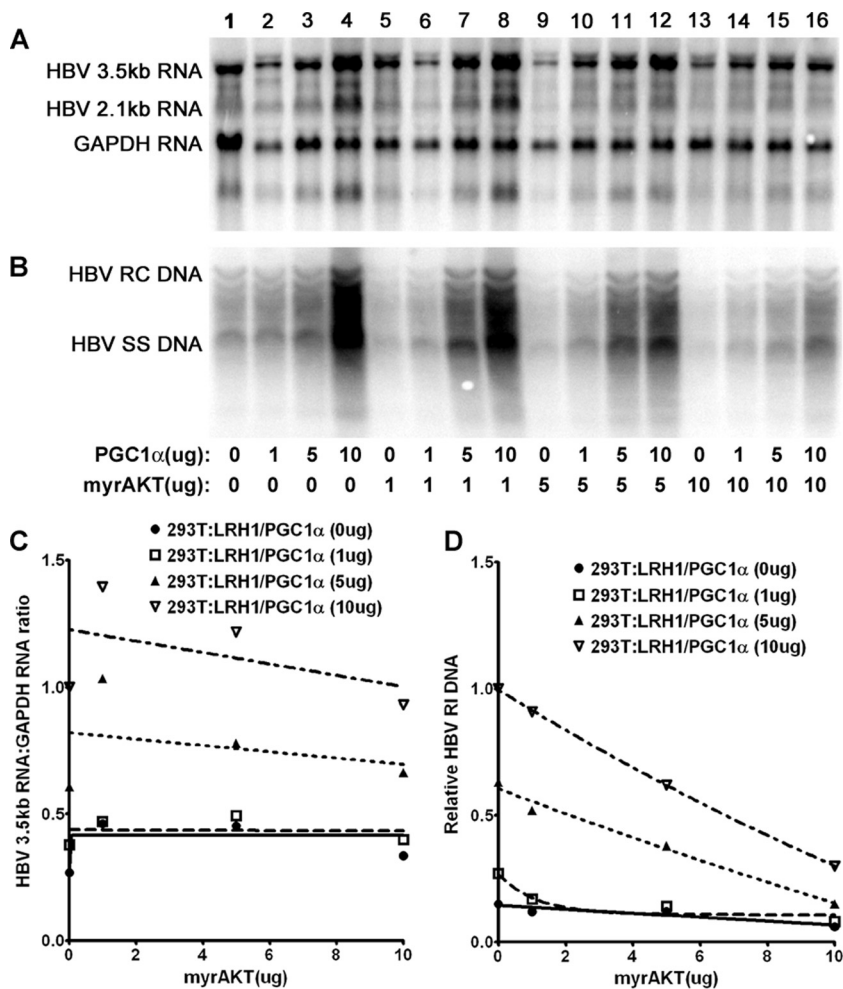 A
1 2 3 4 5 6 7 8 9 10 11 12 13 14 15 16
HBV 3.5kb RNA
HBV 2.1kb RNA
GAPDH RNA
B
HBV RC DNA
HBV SS DNA
PGC1α(ug): 0 1 5 10 0 1 5 10 0 1 5 10 0 1 5 10
myrAKT(ug): 0 0 0 0 1 1 1 1 5 5 5 5 10 10 10 10
C
293T:LRH1/PGC1α (0ug)
293T:LRH1/PGC1α (1ug)
293T:LRH1/PGC1α (5ug)
293T:LRH1/PGC1α (10ug)
HBV 3.5kb RNA:GAPDH RNA ratio
1.5
1.0
0.5
0.0
0 2 4 6 8 10
myrAKT(ug)
D
293T:LRH1/PGC1α (0ug)
293T:LRH1/PGC1α (1ug)
293T:LRH1/PGC1α (5ug)
293T:LRH1/PGC1α (10ug)
Relative HBV RI DNA
1.5
1.0
0.5
0.0
0 2 4 6 8 10
myrAKT(ug)